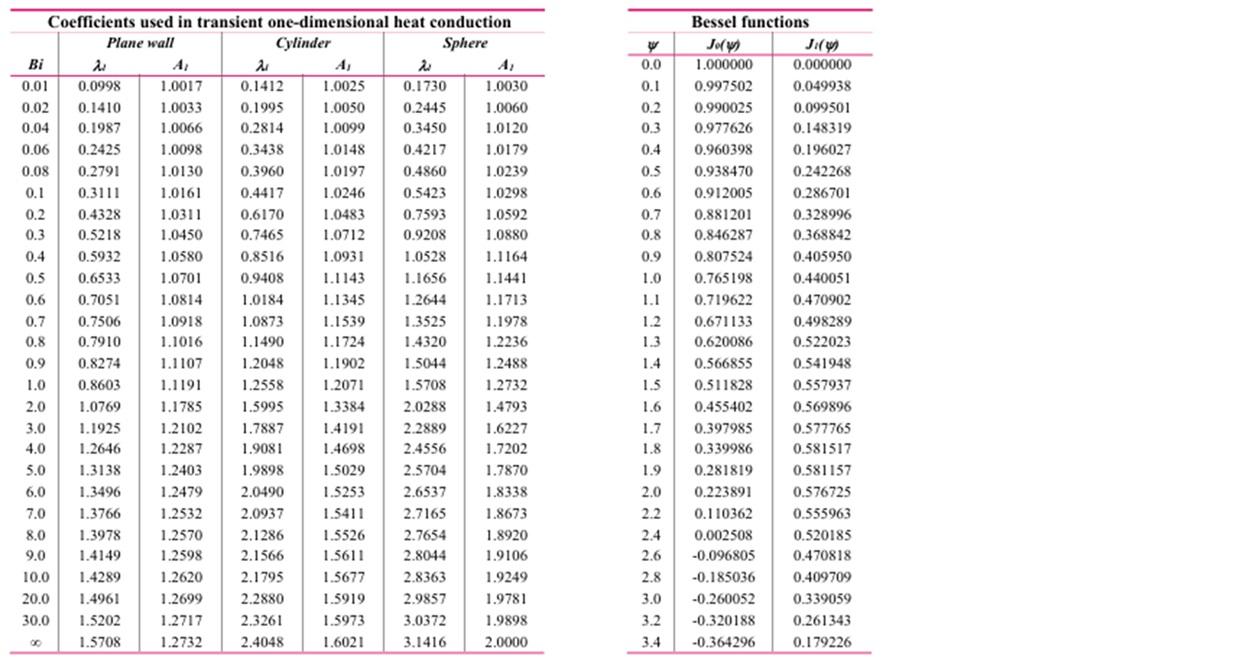 Coefficients used in transient one-dimensional heat conduction
Plane wall Cylinder Sphere
Bi λ₁ A₁ λ₁ A₁ λ₁ A₁
0.01 0.0998 1.0017 0.1412 1.0025 0.1730 1.0030
0.02 0.1410 1.0033 0.1995 1.0050 0.2445 1.0060
0.04 0.1987 1.0066 0.2814 1.0099 0.3450 1.0120
0.06 0.2425 1.0098 0.3438 1.0148 0.4217 1.0179
0.08 0.2791 1.0130 0.3960 1.0197 0.4860 1.0239
0.1 0.3111 1.0161 0.4417 1.0246 0.5423 1.0298
0.2 0.4328 1.0311 0.6170 1.0483 0.7593 1.0592
0.3 0.5218 1.0450 0.7465 1.0712 0.9208 1.0880
0.4 0.5932 1.0580 0.8516 1.0931 1.0528 1.1164
0.5 0.6533 1.0701 0.9408 1.1143 1.1656 1.1441
0.6 0.7051 1.0814 1.0184 1.1345 1.2644 1.1713
0.7 0.7506 1.0918 1.0873 1.1539 1.3525 1.1978
0.8 0.7910 1.1016 1.1490 1.1724 1.4320 1.2236
0.9 0.8274 1.1107 1.2048 1.1902 1.5044 1.2488
1.0 0.8603 1.1191 1.2558 1.2071 1.5708 1.2732
2.0 1.0769 1.1785 1.5995 1.3384 2.0288 1.4793
3.0 1.1925 1.2102 1.7887 1.4191 2.2889 1.6227
4.0 1.2646 1.2287 1.9081 1.4698 2.4556 1.7202
5.0 1.3138 1.2403 1.9898 1.5029 2.5704 1.7870
6.0 1.3496 1.2479 2.0490 1.5253 2.6537 1.8338
7.0 1.3766 1.2532 2.0937 1.5411 2.7165 1.8673
8.0 1.3978 1.2570 2.1286 1.5526 2.7654 1.8920
9.0 1.4149 1.2598 2.1566 1.5611 2.8044 1.9106
10.0 1.4289 1.2620 2.1795 1.5677 2.8363 1.9249
20.0 1.4961 1.2699 2.2880 1.5919 2.9857 1.9781
30.0 1.5202 1.2717 2.3261 1.5973 3.0372 1.9898
∞ 1.5708 1.2732 2.4048 1.6021 3.1416 2.0000
Bessel functions
ψ J₀(ψ) J₁(ψ)
0.0 1.000000 0.000000
0.1 0.997502 0.049938
0.2 0.990025 0.099501
0.3 0.977626 0.148319
0.4 0.960398 0.196027
0.5 0.938470 0.242268
0.6 0.912005 0.286701
0.7 0.881201 0.328996
0.8 0.846287 0.368842
0.9 0.807524 0.405950
1.0 0.765198 0.440051
1.1 0.719622 0.470902
1.2 0.671133 0.498289
1.3 0.620086 0.522023
1.4 0.566855 0.541948
1.5 0.511828 0.557937
1.6 0.455402 0.569896
1.7 0.397985 0.577765
1.8 0.339986 0.581517
1.9 0.281819 0.581157
2.0 0.223891 0.576725
2.2 0.110362 0.555963
2.4 0.002508 0.520185
2.6 -0.096805 0.470818
2.8 -0.185036 0.409709
3.0 -0.260052 0.339059
3.2 -0.320188 0.261343
3.4 -0.364296 0.179226